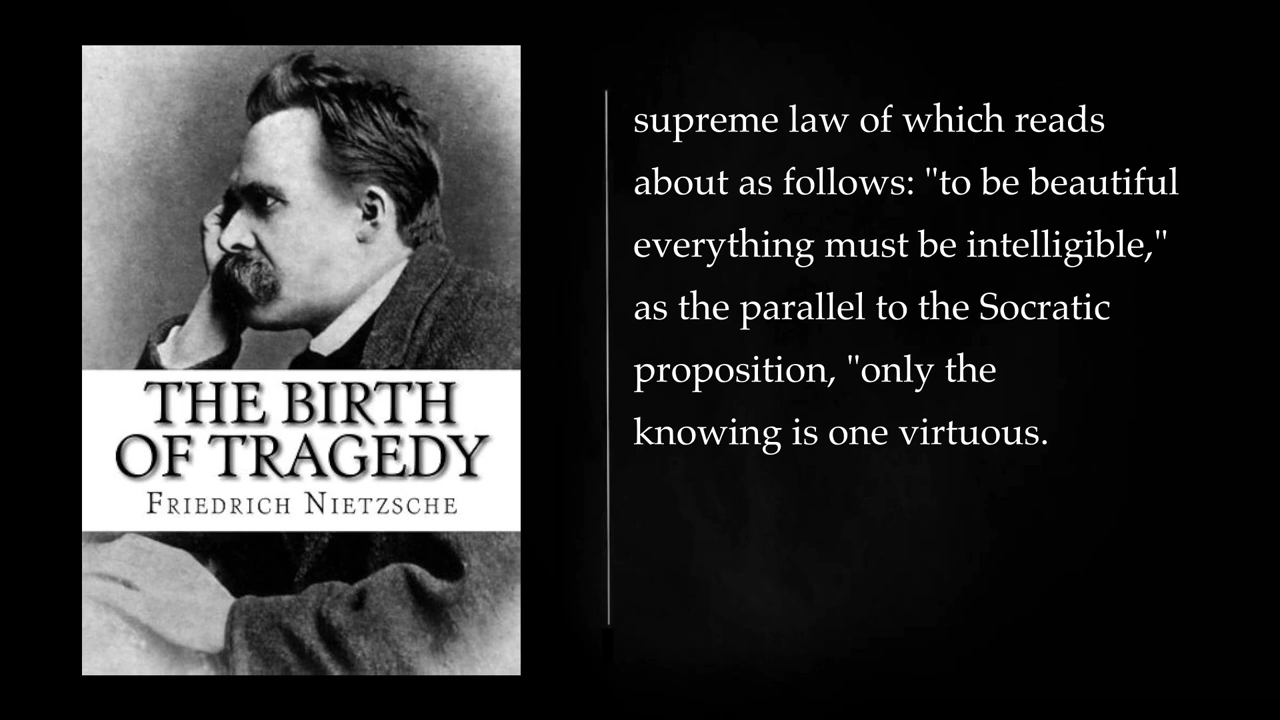 THE BIRTH
OF TRAGEDY
FRIEDRICH NIETZSCHE
supreme law of which reads
about as follows: "to be beautiful
everything must be intelligible,"
as the parallel to the Socratic
proposition, "only the
knowing is one virtuous.